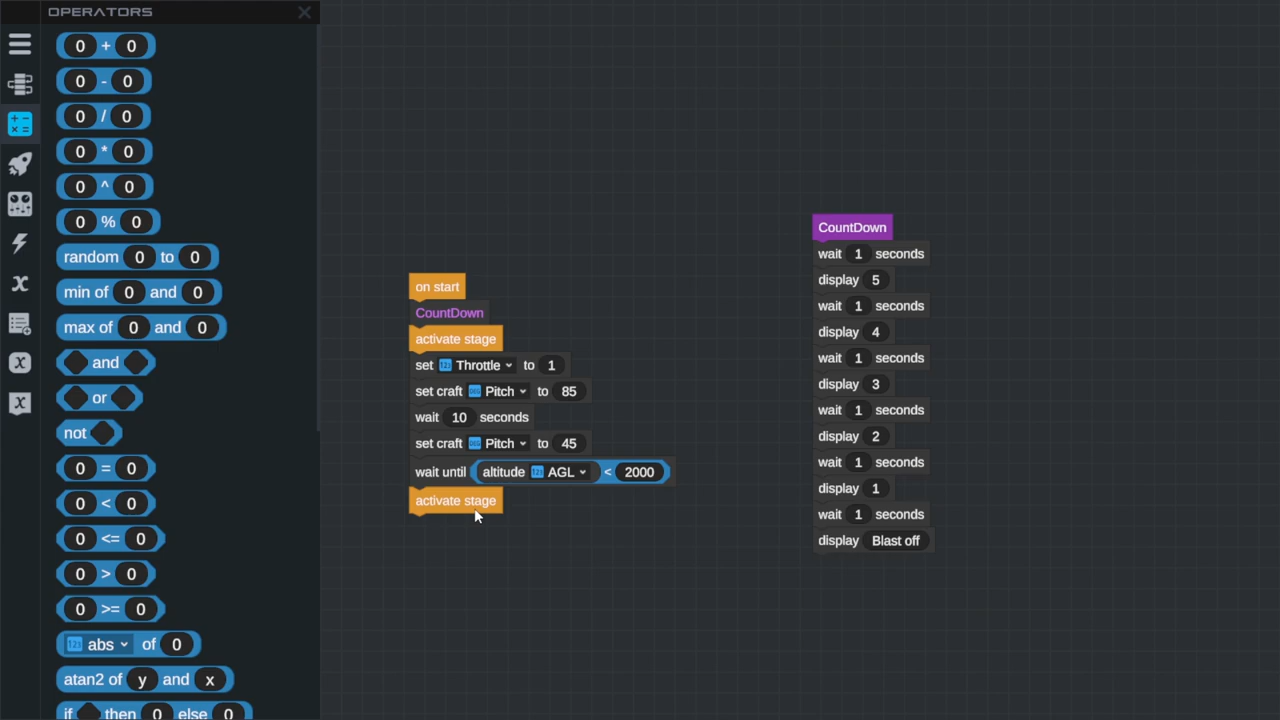 OPERATORS
0 + 0
0 - 0
0 / 0
0 * 0
0 ^ 0
0 % 0
random 0 to 0
min of 0 and 0
max of 0 and 0
and
or
not
0 = 0
0 < 0
0 <= 0
0 > 0
0 >= 0
123 abs of 0
atan2 of y and x
if then 0 else 0
on start
CountDown
activate stage
set 123 Throttle to 1
set craft Pitch to 85
wait 10 seconds
set craft Pitch to 45
wait until altitude 123 AGL < 2000
activate stage
CountDown
wait 1 seconds
display 5
wait 1 seconds
display 4
wait 1 seconds
display 3
wait 1 seconds
display 2
wait 1 seconds
display 1
wait 1 seconds
display Blast off